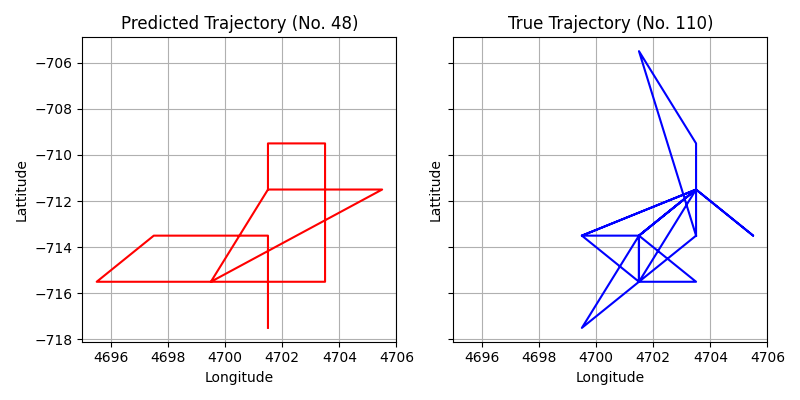 Predicted Trajectory (No. 48)
True Trajectory (No. 110)
−706
−708
−710
−712
−714
−716
−718
Lattitude
Lattitude
4696 4698 4700 4702 4704 4706
4696 4698 4700 4702 4704 4706
Longitude
Longitude